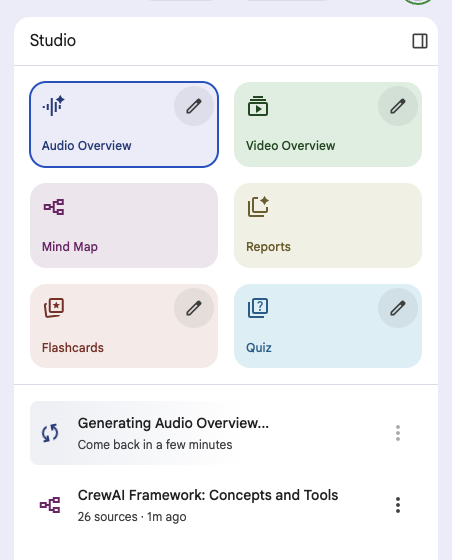 Studio
Audio Overview
Video Overview
Mind Map
Reports
Flashcards
Quiz
Generating Audio Overview...
Come back in a few minutes
CrewAI Framework: Concepts and Tools
26 sources · 1m ago